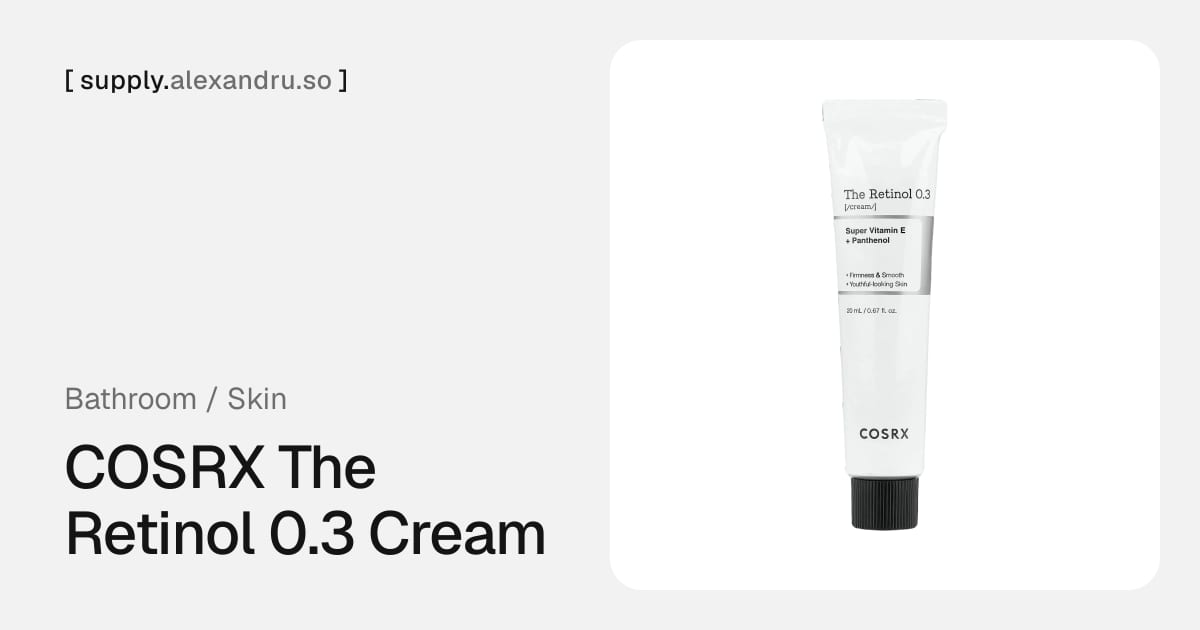 [ supply.alexandru.so ]
Bathroom / Skin
COSRX The
Retinol 0.3 Cream
The Retinol 0.3
[/cream/]
Super Vitamin E
+ Panthenol
• Firmness & Smooth
• Youthful-looking Skin
20 mL / 0.67 fl. oz.
COSRX